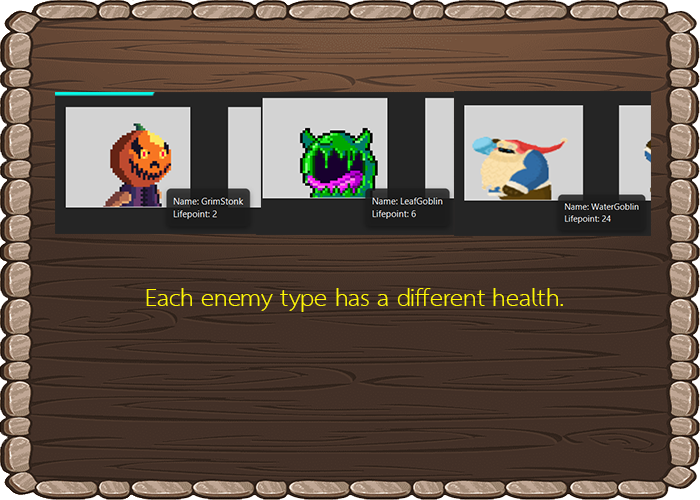 Name: GrimStonk
Lifepoint: 2
Name: LeafGoblin
Lifepoint: 6
Name: WaterGoblin
Lifepoint: 24
Each enemy type has a different health.